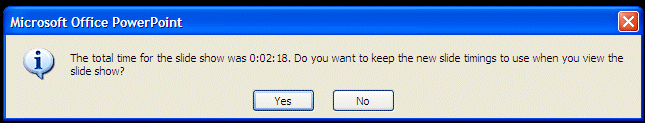 Microsoft Office PowerPoint
The total time for the slide show was 0:02:18. Do you want to keep the new slide timings to use when you view the
slide show?
Yes No